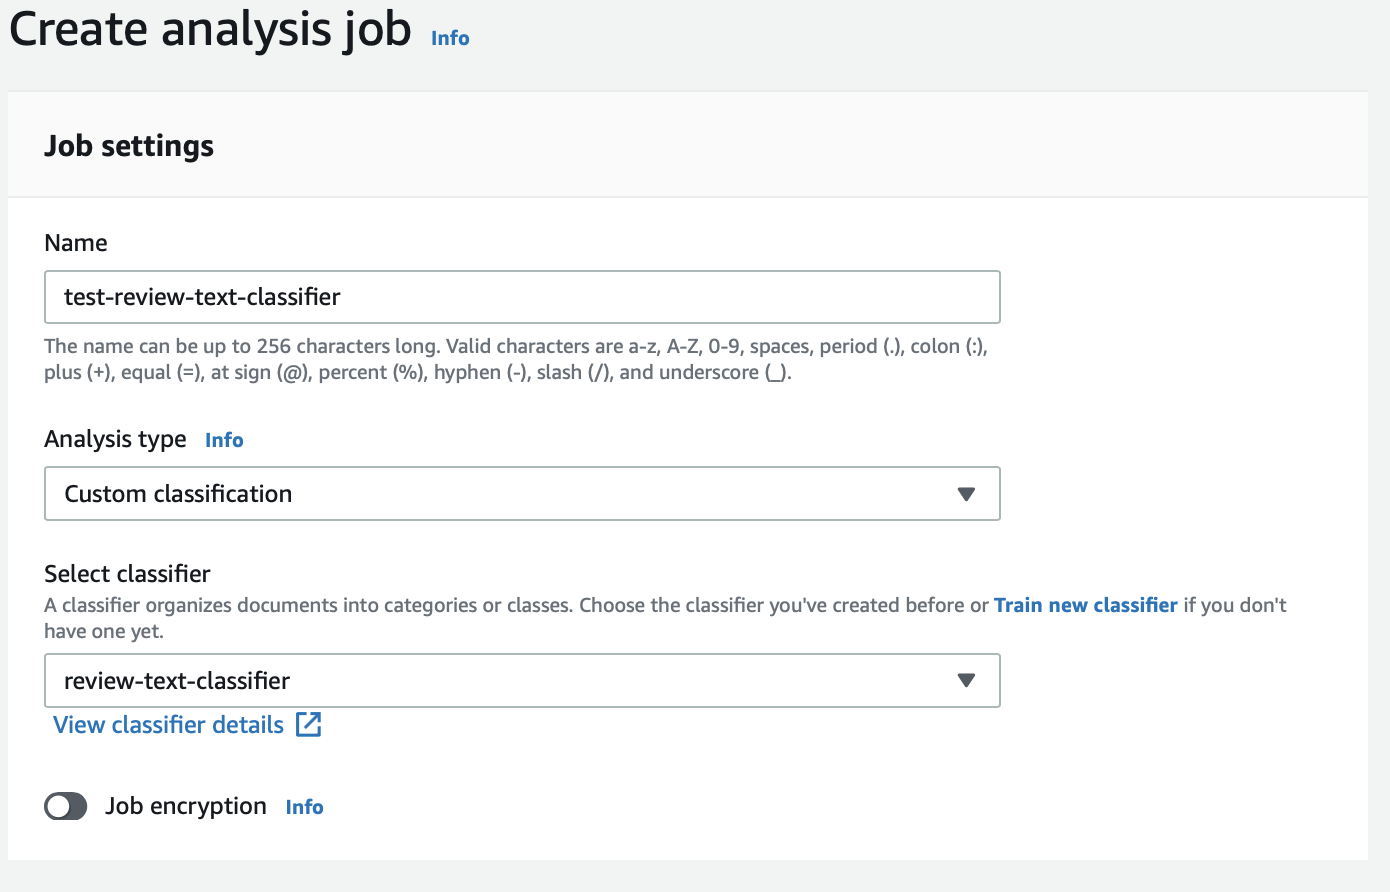 Create analysis job Info
Job settings
Name
test-review-text-classifier
The name can be up to 256 characters long. Valid characters are a-z, A-Z, 0-9, spaces, period (.), colon (:),
plus (+), equal (=), at sign (@), percent (%), hyphen (-), slash (/), and underscore (_).
Analysis type Info
Custom classification
Select classifier
A classifier organizes documents into categories or classes. Choose the classifier you've created before or Train new classifier if you don't
have one yet.
review-text-classifier
View classifier details
Job encryption Info